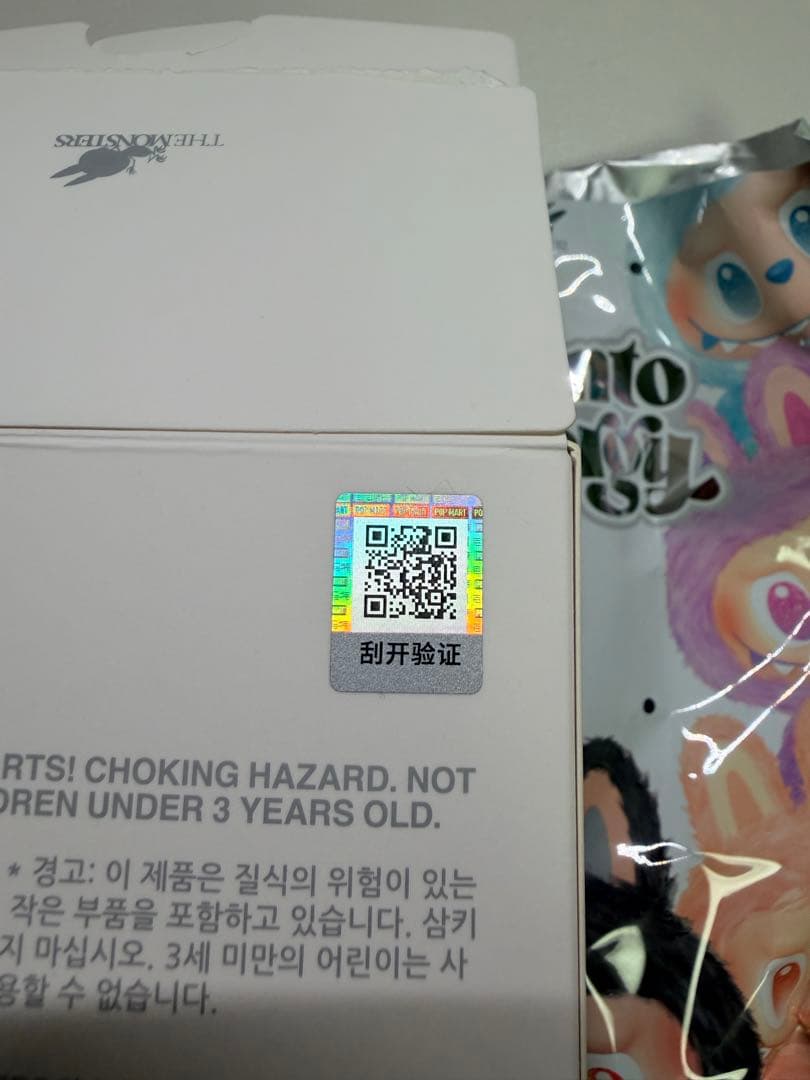 THE MONSTERS
nto
rgy
POP MART
刮开验证
RTS! CHOKING HAZARD. NOT
DREN UNDER 3 YEARS OLD.
* 경고: 이 제품은 질식의 위험이 있는
작은 부품을 포함하고 있습니다. 삼키
지 마십시오. 3세 미만의 어린이는 사
용할 수 없습니다.